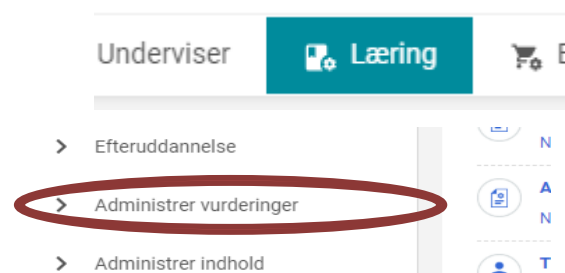 Underviser Læring E
Efteruddannelse
N
Administrer vurderinger
A
N
Administrer indhold
T